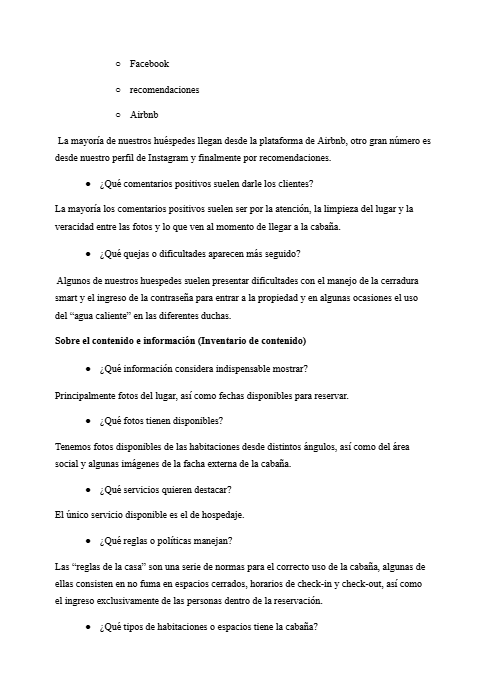 ○ Facebook
○ recomendaciones
○ Airbnb
La mayoría de nuestros huéspedes llegan desde la plataforma de Airbnb, otro gran número es
desde nuestro perfil de Instagram y finalmente por recomendaciones.
● ¿Qué comentarios positivos suelen darle los clientes?
La mayoría los comentarios positivos suelen ser por la atención, la limpieza del lugar y la
veracidad entre las fotos y lo que ven al momento de llegar a la cabaña.
● ¿Qué quejas o dificultades aparecen más seguido?
Algunos de nuestros huespedes suelen presentar dificultades con el manejo de la cerradura
smart y el ingreso de la contraseña para entrar a la propiedad y en algunas ocasiones el uso
del “agua caliente” en las diferentes duchas.
Sobre el contenido e información (Inventario de contenido)
● ¿Qué información considera indispensable mostrar?
Principalmente fotos del lugar, así como fechas disponibles para reservar.
● ¿Qué fotos tienen disponibles?
Tenemos fotos disponibles de las habitaciones desde distintos ángulos, así como del área
social y algunas imágenes de la facha externa de la cabaña.
● ¿Qué servicios quieren destacar?
El único servicio disponible es el de hospedaje.
● ¿Qué reglas o políticas manejan?
Las “reglas de la casa” son una serie de normas para el correcto uso de la cabaña, algunas de
ellas consisten en no fuma en espacios cerrados, horarios de check-in y check-out, así como
el ingreso exclusivamente de las personas dentro de la reservación.
● ¿Qué tipos de habitaciones o espacios tiene la cabaña?